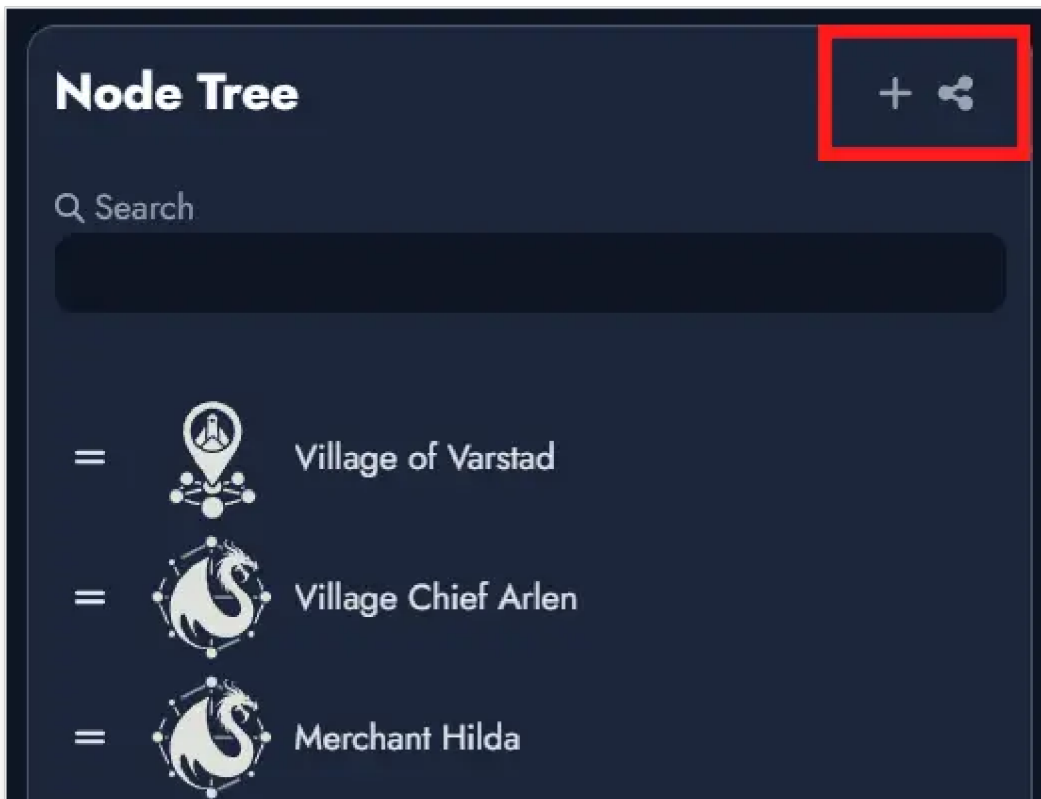 Node Tree
Search
Village of Varstad
Village Chief Arlen
Merchant Hilda